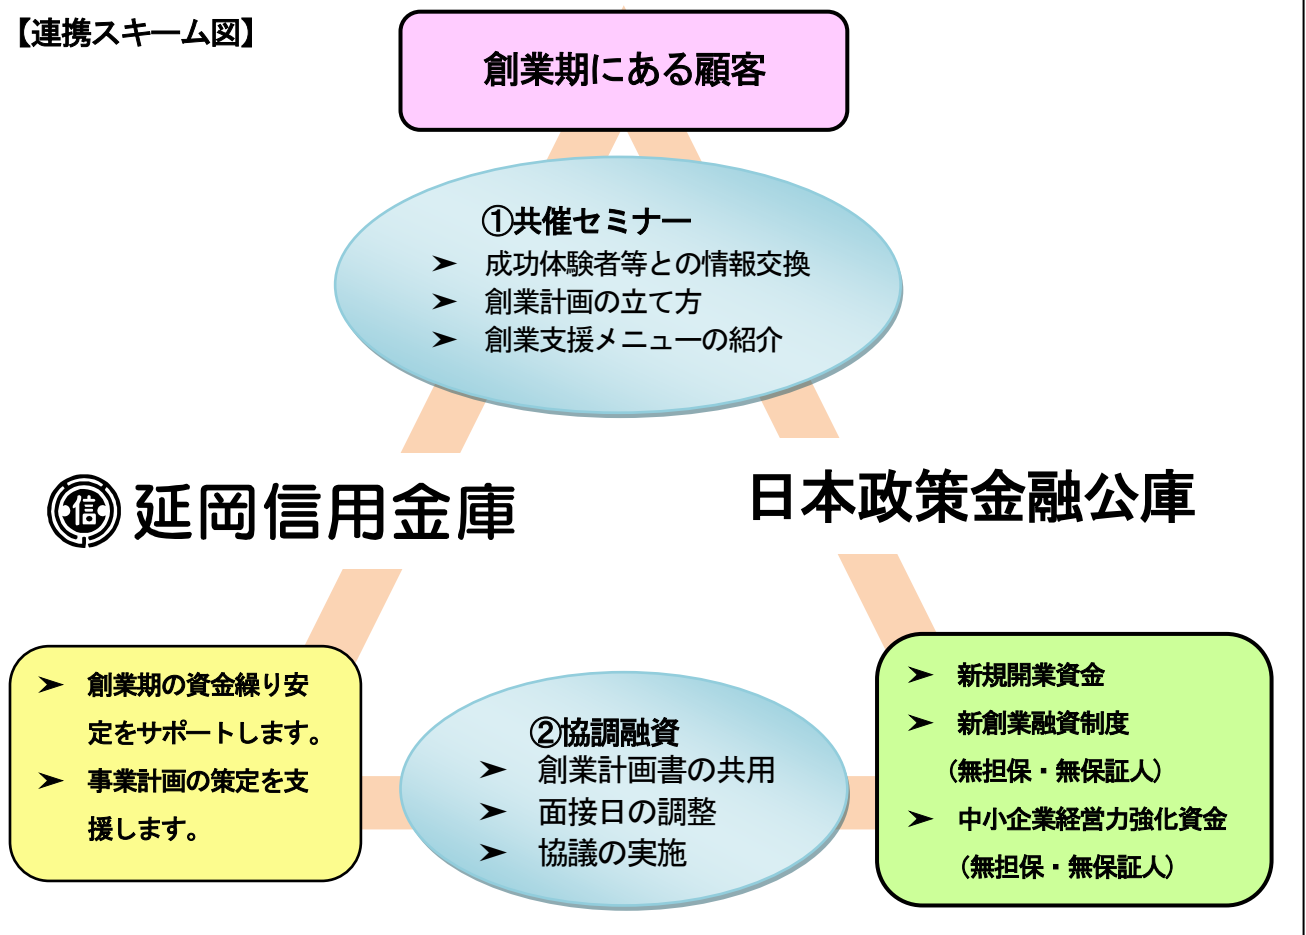 【連携スキーム図】
創業期にある顧客
①共催セミナー
➢ 成功体験者等との情報交換
➢ 創業計画の立て方
➢ 創業支援メニューの紹介
信 延岡信用金庫
日本政策金融公庫
➢ 創業期の資金繰り安
定をサポートします。
➢ 事業計画の策定を支
援します。
②協調融資
➢ 創業計画書の共用
➢ 面接日の調整
➢ 協議の実施
➢ 新規開業資金
➢ 新創業融資制度
（無担保・無保証人）
➢ 中小企業経営力強化資金
（無担保・無保証人）